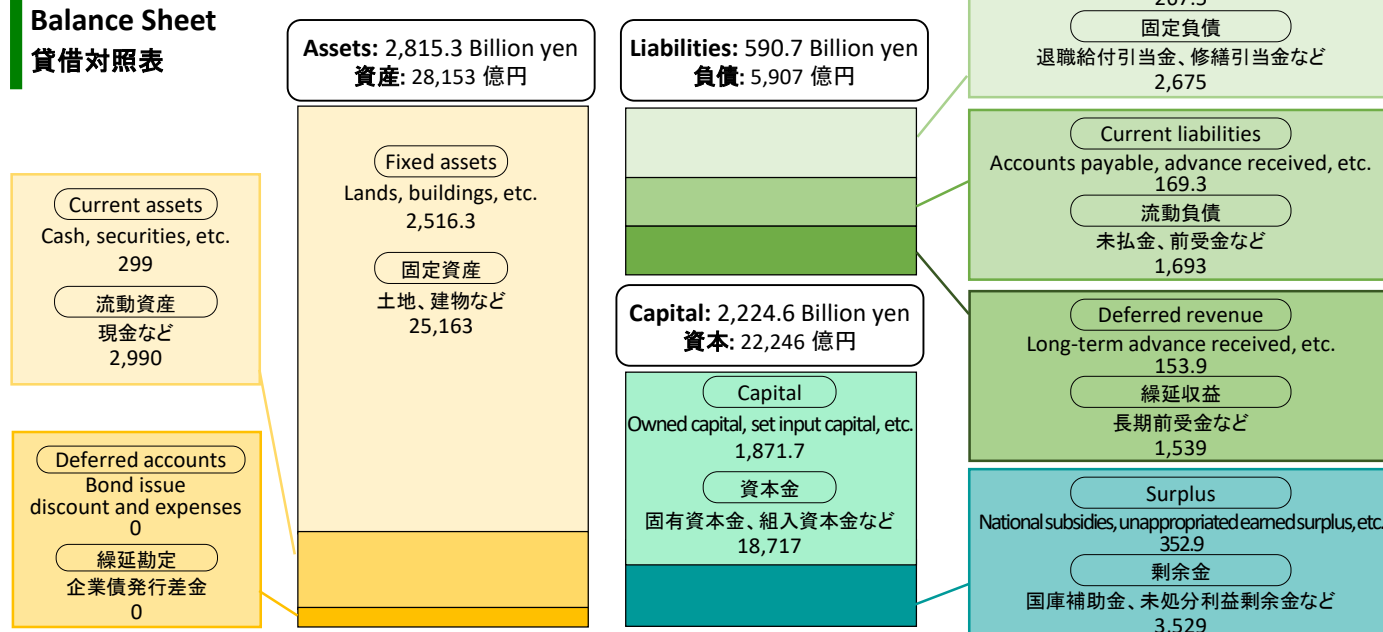 Balance Sheet
貸借対照表
Assets: 2,815.3 Billion yen
資産: 28,153 億円
Fixed assets
Lands, buildings, etc.
2,516.3
固定資産
土地、建物など
25,163
Current assets
Cash, securities, etc.
299
流動資産
現金など
2,990
Deferred accounts
Bond issue
discount and expenses
0
繰延勘定
企業債発行差金
0
Liabilities: 590.7 Billion yen
負債: 5,907 億円
267.5
固定負債
退職給付引当金、修繕引当金など
2,675
Current liabilities
Accounts payable, advance received, etc.
169.3
流動負債
未払金、前受金など
1,693
Deferred revenue
Long-term advance received, etc.
153.9
繰延収益
長期前受金など
1,539
Capital: 2,224.6 Billion yen
資本: 22,246 億円
Capital
Owned capital, set input capital, etc.
1,871.7
資本金
固有資本金、組入資本金など
18,717
Surplus
National subsidies, unappropriated earned surplus, etc.
352.9
剰余金
国庫補助金、未処分利益剰余金など
3,529